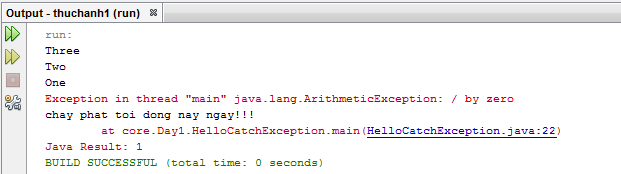 Output - thuchanh1 (run)
run:
Three
Two
One
Exception in thread "main" java.lang.ArithmeticException: / by zero
chay phat toi dong nay ngay!!!
at core.Day1.HelloCatchException.main(HelloCatchException.java:22)
Java Result: 1
BUILD SUCCESSFUL (total time: 0 seconds)